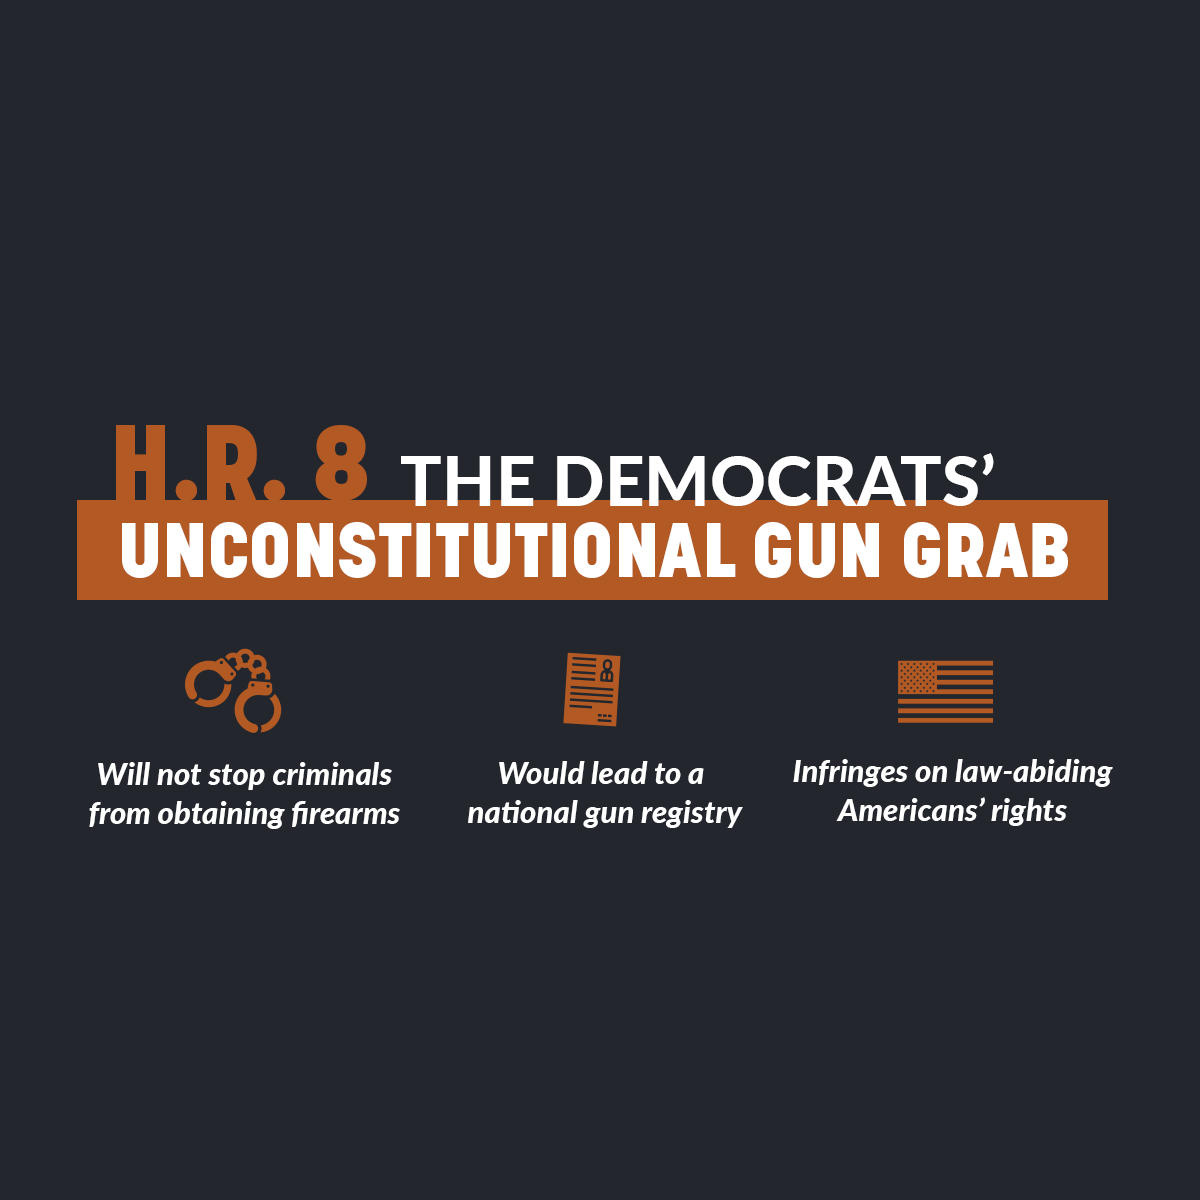 H.R. 8 THE DEMOCRATS’
UNCONSTITUTIONAL GUN GRAB
Will not stop criminals
from obtaining firearms
Would lead to a
national gun registry
Infringes on law-abiding
Americans’ rights